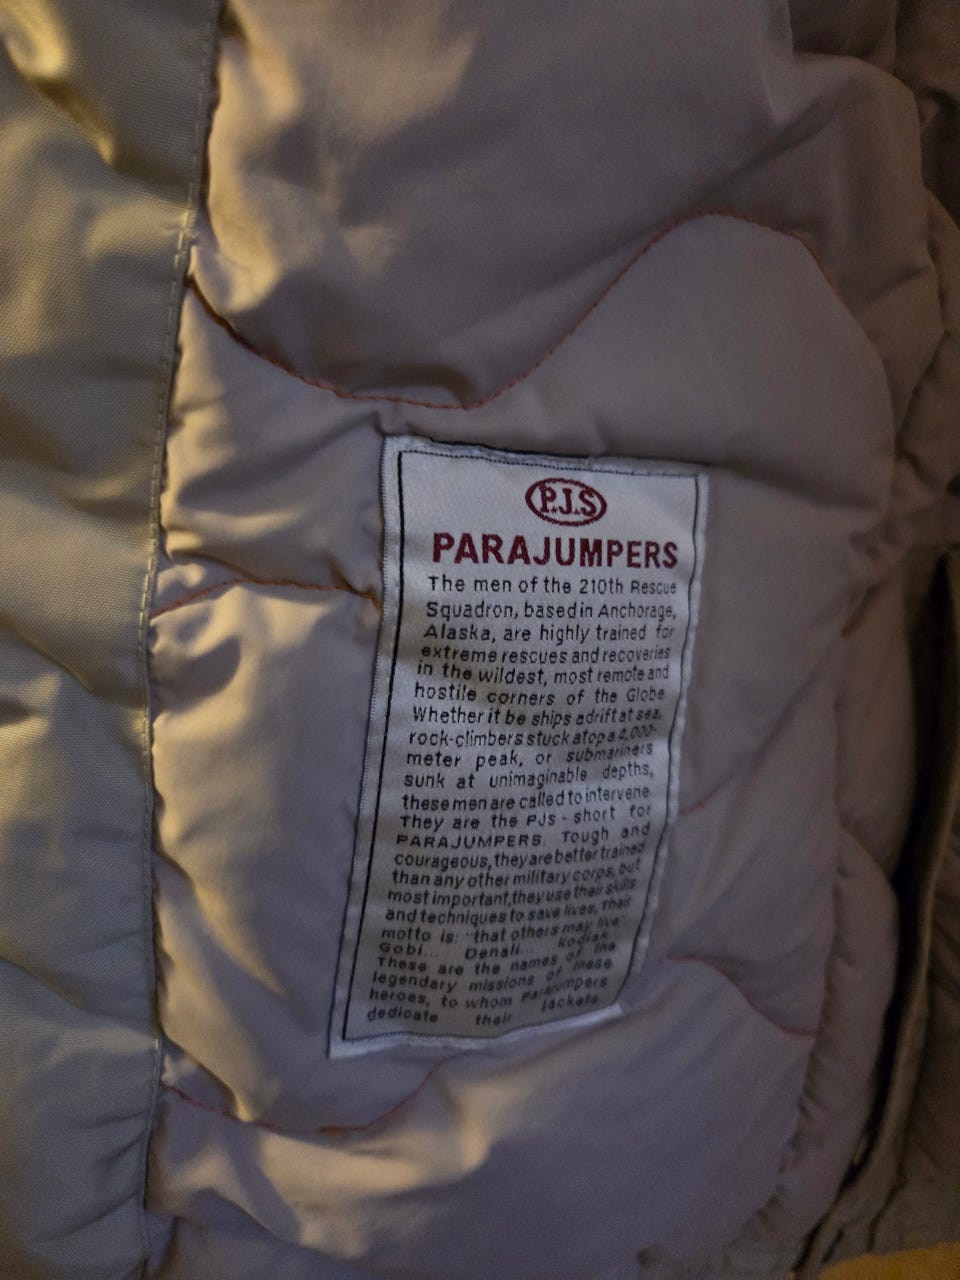 P.J.S
PARAJUMPERS
The men of the 210th Rescue
Squadron, based in Anchorage,
Alaska, are highly trained for
extreme rescues and recoveries
in the wildest, most remote and
hostile corners of the Globe
Whether it be ships adrift at sea,
rock-climbers stuck atop a 4,000-
meter peak, or submariners
sunk at unimaginable depths,
these men are called to intervene
They are the PJs - short for
PARAJUMPERS. Tough and
courageous, they are better trained
than any other military corps, but
most important, they use their skills
and techniques to save lives, their
motto is: "that others may live".
Gobi... Denali... Kodiak
These are the names of the
legendary missions of these
heroes, to whom Parajumpers
dedicate their jackets